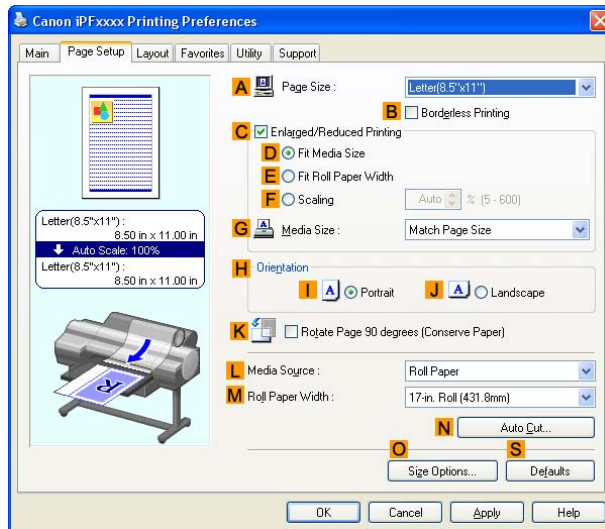 Canon iPFxxxx Printing Preferences
Main Page Setup Layout Favorites Utility Support
A Page Size : Letter(8.5"x11")
B Borderless Printing
C Enlarged/Reduced Printing
D Fit Media Size
E Fit Roll Paper Width
F Scaling Auto % (5 - 600)
G Media Size : Match Page Size
Letter(8.5"x11") :
8.50 in x 11.00 in
Auto Scale: 100%
Letter(8.5"x11") :
8.50 in x 11.00 in
H Orientation
I A Portrait J A Landscape
K Rotate Page 90 degrees (Conserve Paper)
L Media Source : Roll Paper
M Roll Paper Width : 17-in. Roll (431.8mm)
N Auto Cut...
O S
Size Options... Defaults
R
OK Cancel Apply Help